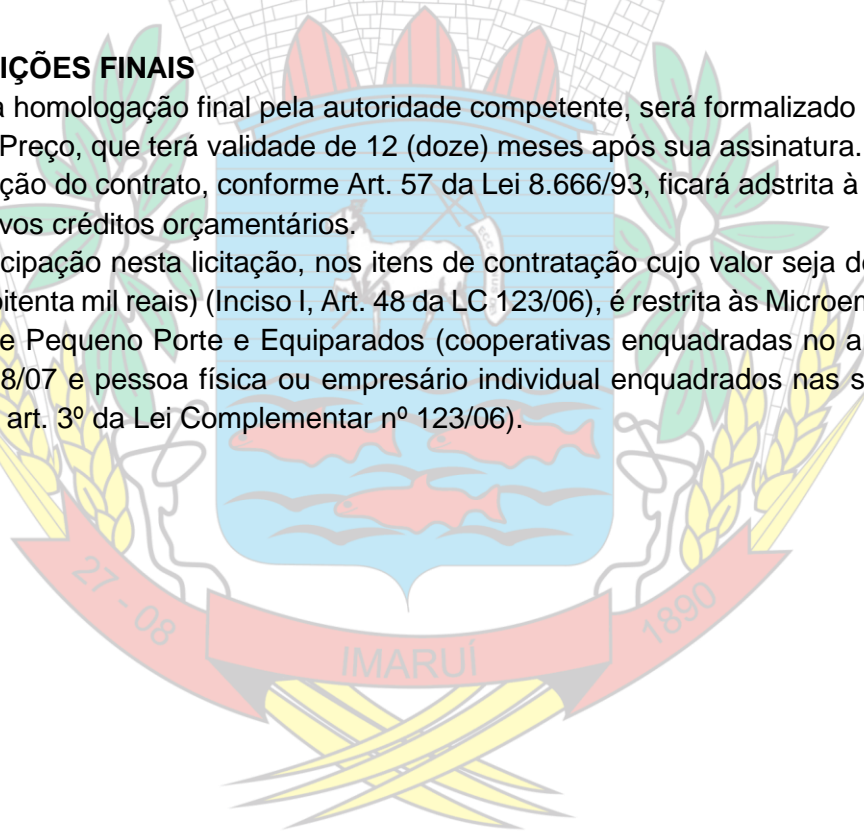 IÇÕES FINAIS
a homologação final pela autoridade competente, será formalizado
Preço, que terá validade de 12 (doze) meses após sua assinatura.
ção do contrato, conforme Art. 57 da Lei 8.666/93, ficará adstrita à
vos créditos orçamentários.
cipação nesta licitação, nos itens de contratação cujo valor seja de
oitenta mil reais) (Inciso I, Art. 48 da LC 123/06), é restrita às Microem
e Pequeno Porte e Equiparados (cooperativas enquadradas no a
8/07 e pessoa física ou empresário individual enquadrados nas s
art. 3º da Lei Complementar nº 123/06).
27 - 08
IMARUÍ
1890